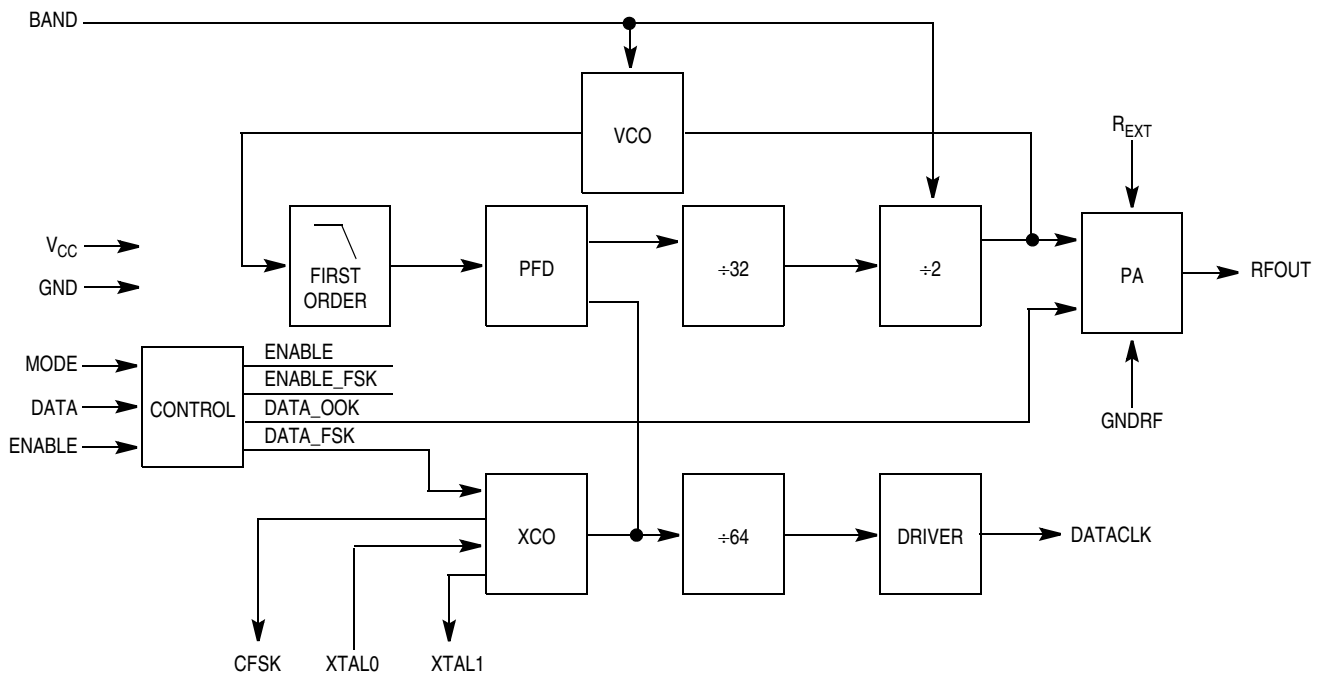 BAND
VCO
R_EXT
V_CC
GND
FIRST
ORDER
PFD
÷32
÷2
PA
RFOUT
MODE
DATA
ENABLE
CONTROL
ENABLE
ENABLE_FSK
DATA_OOK
DATA_FSK
GNDRF
XCO
÷64
DRIVER
DATACLK
CFSK
XTAL0
XTAL1